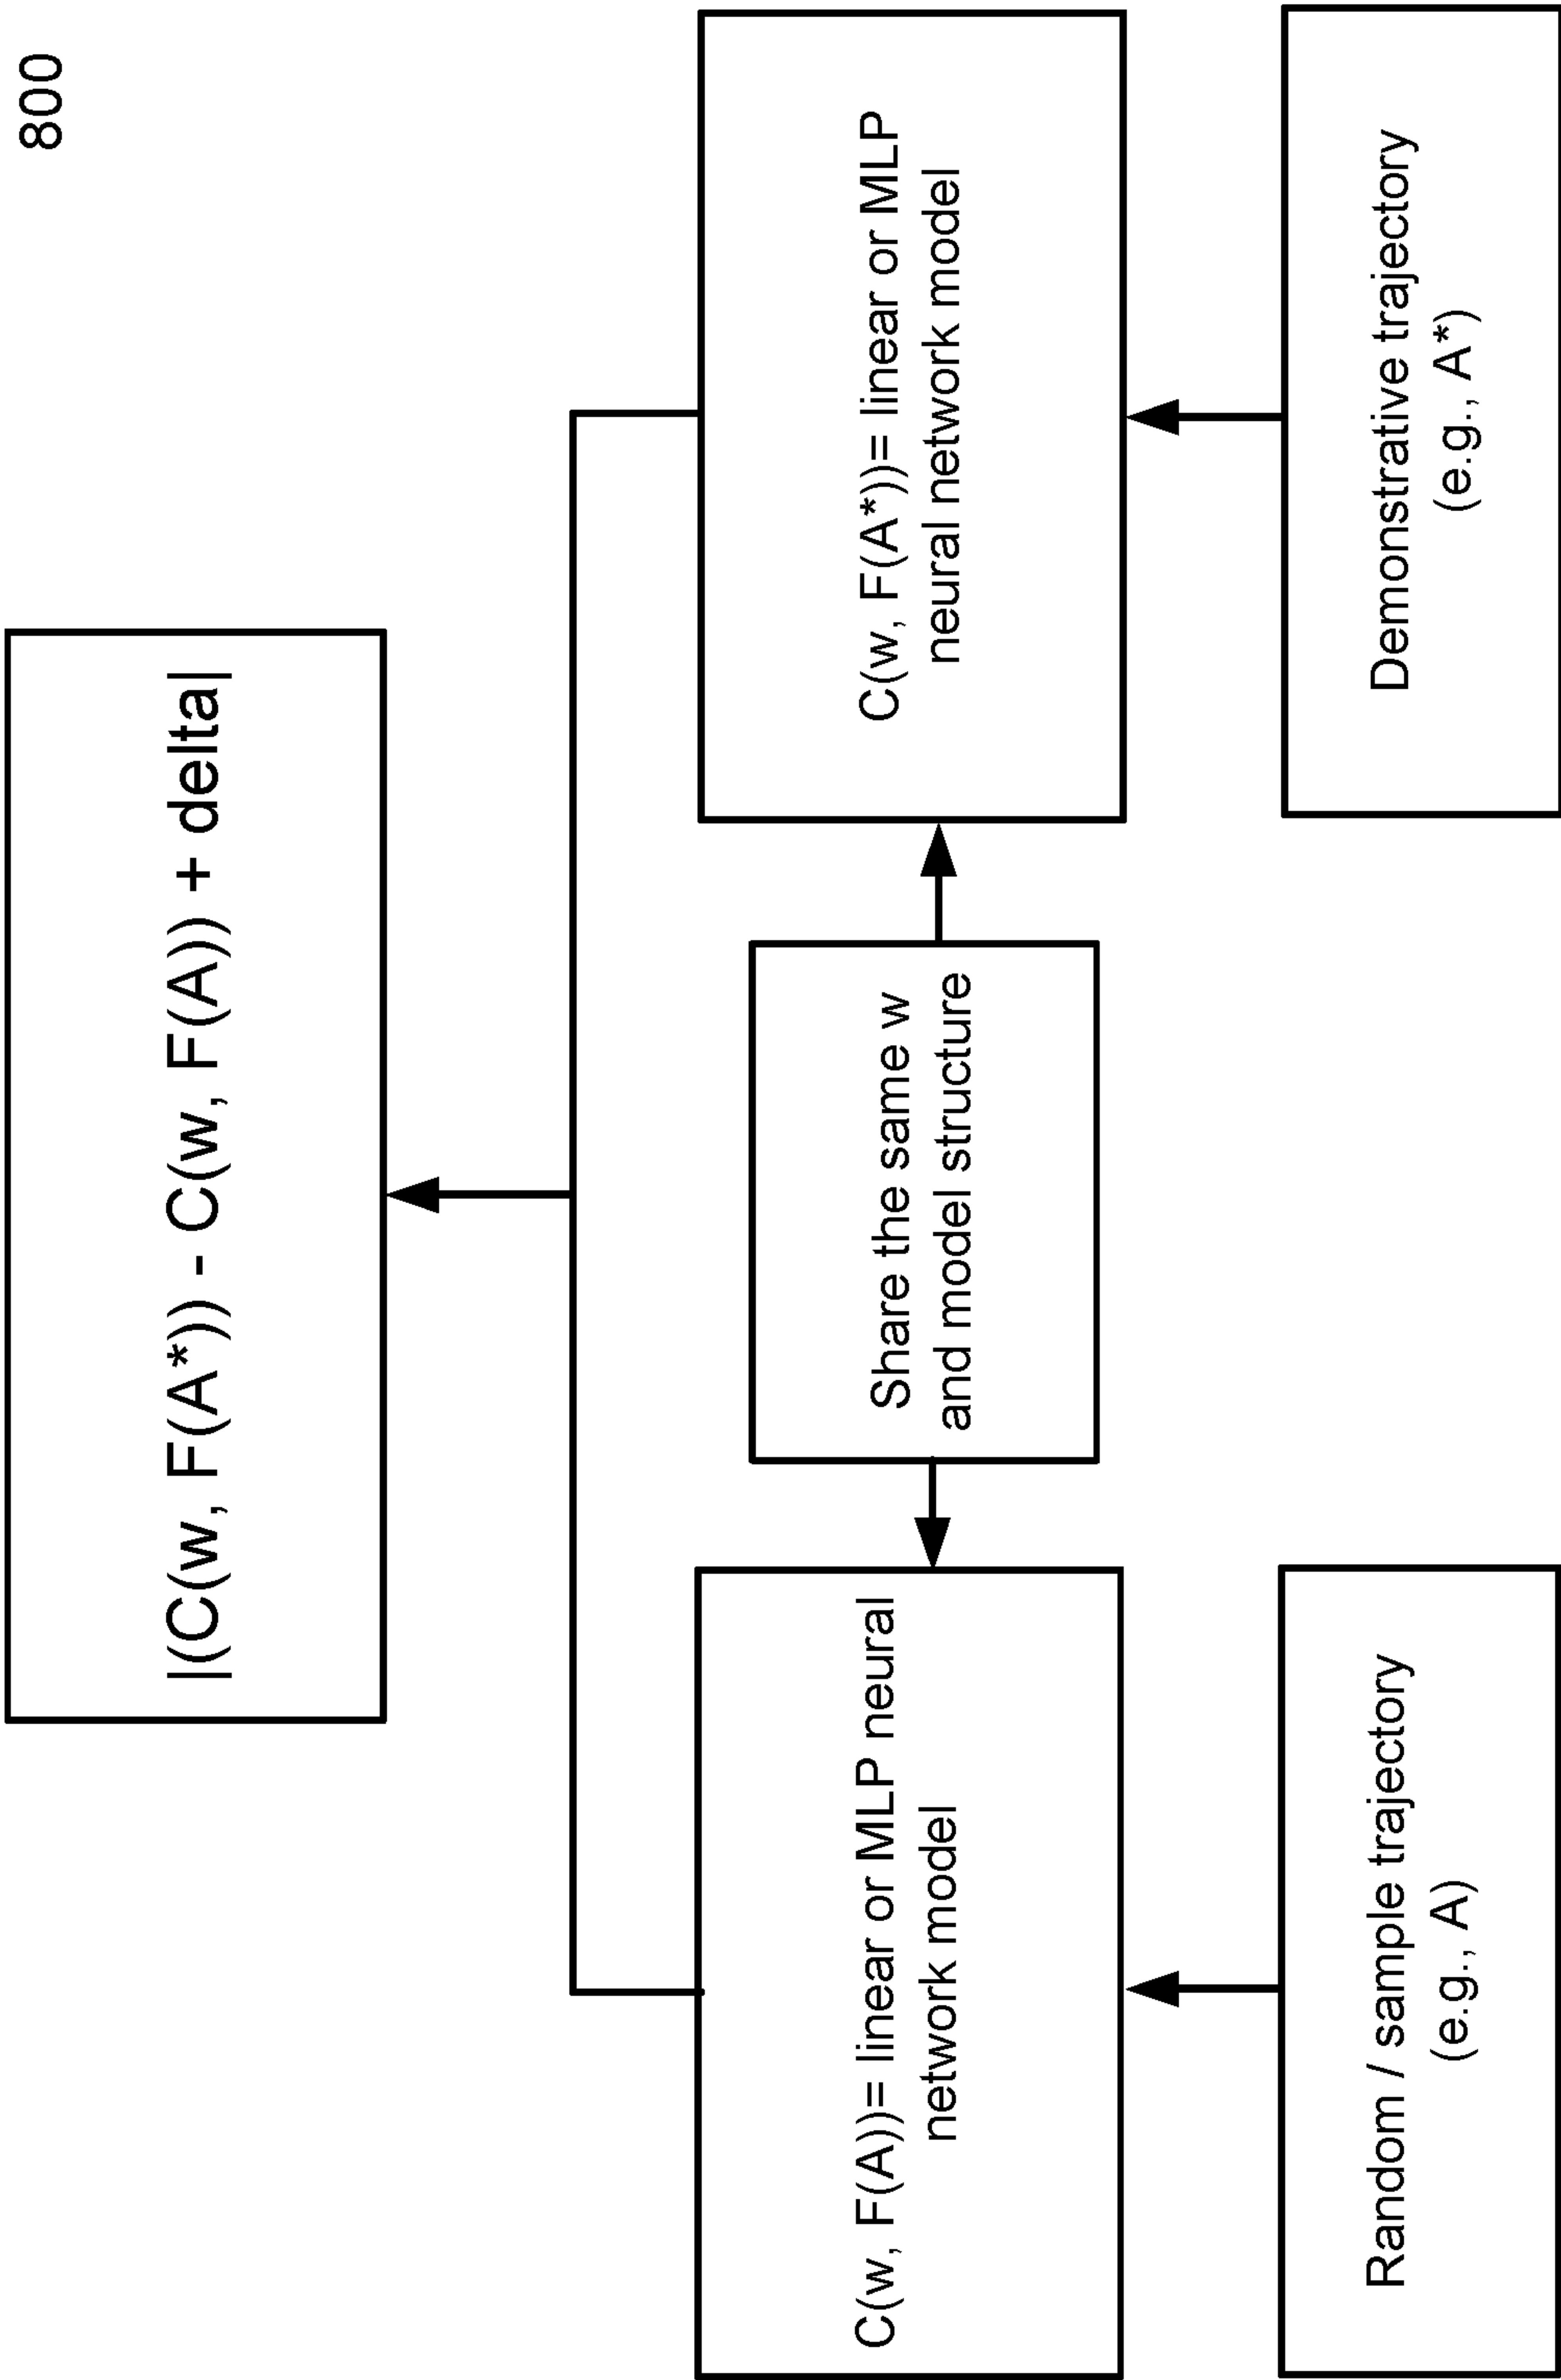 800
|(C(w, F(A*)) - C(w, F(A)) + delta|
C(w, F(A))= linear or MLP neural
network model
Share the same w
and model structure
C(w, F(A*))= linear or MLP
neural network model
Random / sample trajectory
(e.g., A)
Demonstrative trajectory
(e.g., A*)